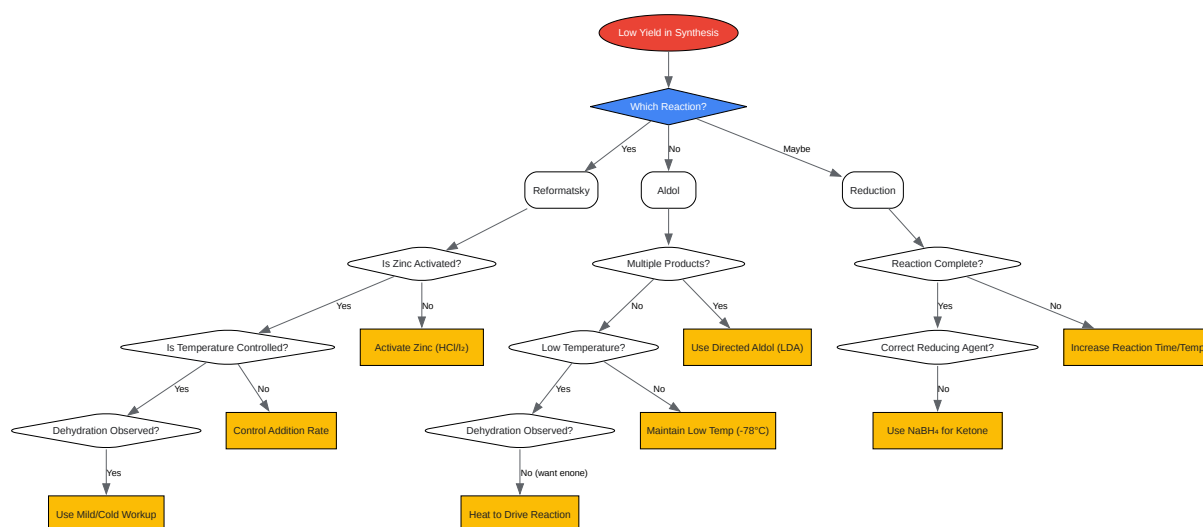 Low Yield in Synthesis
Which Reaction?
Yes
No
Maybe
Reformatsky
Aldol
Reduction
Is Zinc Activated?
Multiple Products?
Reaction Complete?
Yes
No
No
Yes
Yes
No
Is Temperature Controlled?
Activate Zinc (HCl/I₂)
Low Temperature?
Use Directed Aldol (LDA)
Correct Reducing Agent?
Increase Reaction Time/Temp
Yes
No
Yes
No
No
Dehydration Observed?
Control Addition Rate
Dehydration Observed?
Maintain Low Temp (-78°C)
Use NaBH₄ for Ketone
Yes
No (want enone)
Use Mild/Cold Workup
Heat to Drive Reaction